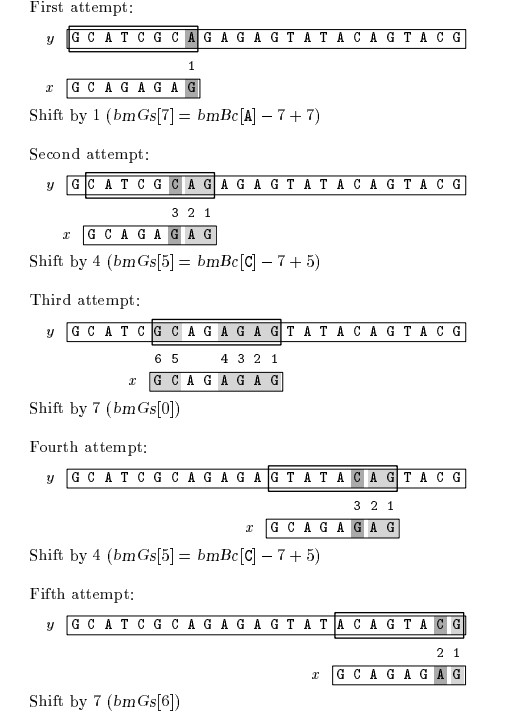 First attempt:
y G C A T C G C A G A G A G T A T A C A G T A C G
1
x G C A G A G A G
Shift by 1 (bmGs[7] = bmBc[A] − 7 + 7)
Second attempt:
y G C A T C G C A G A G A G T A T A C A G T A C G
3 2 1
x G C A G A G A G
Shift by 4 (bmGs[5] = bmBc[C] − 7 + 5)
Third attempt:
y G C A T C G C A G A G A G T A T A C A G T A C G
6 5 4 3 2 1
x G C A G A G A G
Shift by 7 (bmGs[0])
Fourth attempt:
y G C A T C G C A G A G A G T A T A C A G T A C G
3 2 1
x G C A G A G A G
Shift by 4 (bmGs[5] = bmBc[C] − 7 + 5)
Fifth attempt:
y G C A T C G C A G A G A G T A T A C A G T A C G
2 1
x G C A G A G A G
Shift by 7 (bmGs[6])